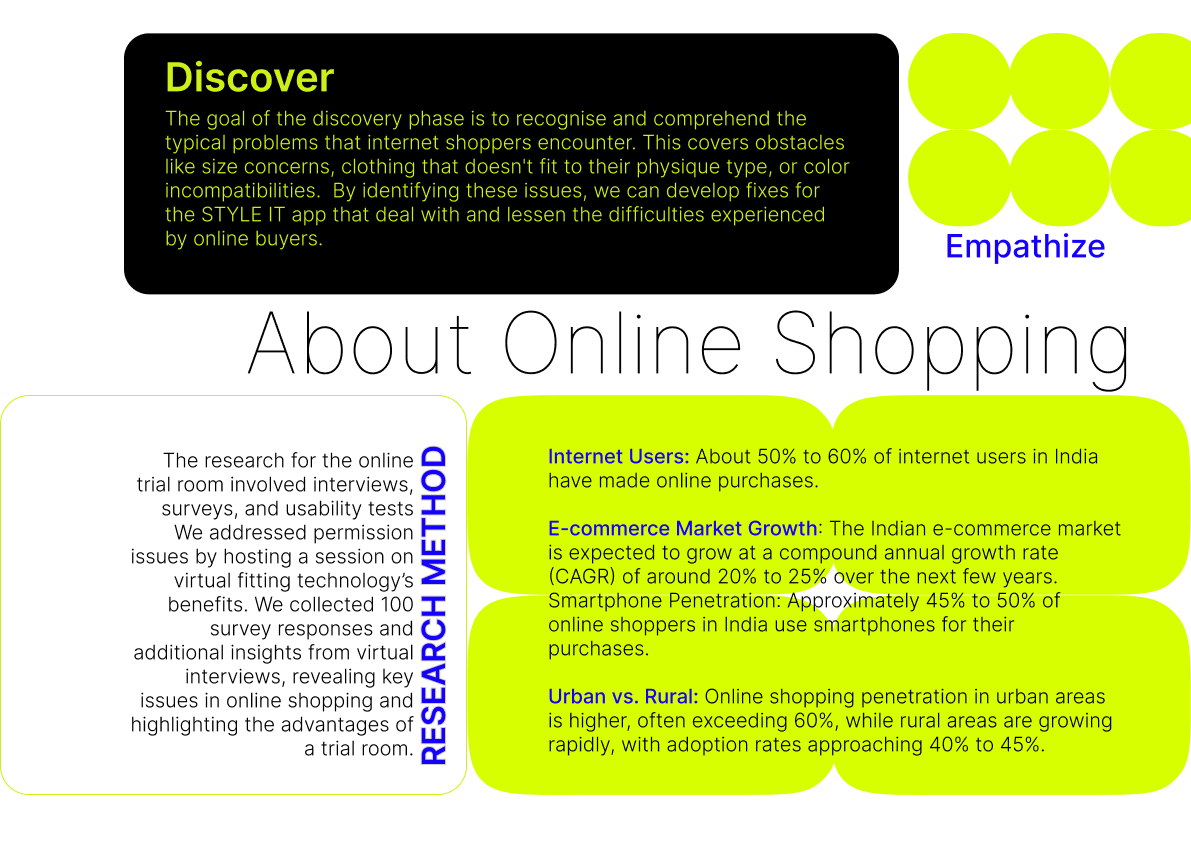 Discover
The goal of the discovery phase is to recognise and comprehend the
typical problems that internet shoppers encounter. This covers obstacles
like size concerns, clothing that doesn't fit to their physique type, or color
incompatibilities.  By identifying these issues, we can develop fixes for
the STYLE IT app that deal with and lessen the difficulties experienced
by online buyers.
Empathize
About Online Shopping
The research for the online
trial room involved interviews,
surveys, and usability tests
We addressed permission
issues by hosting a session on
virtual fitting technology’s
benefits. We collected 100
survey responses and
additional insights from virtual
interviews, revealing key
issues in online shopping and
highlighting the advantages of
a trial room.
RESEARCH METHOD
Internet Users: About 50% to 60% of internet users in India
have made online purchases.
E-commerce Market Growth: The Indian e-commerce market
is expected to grow at a compound annual growth rate
(CAGR) of around 20% to 25% over the next few years.
Smartphone Penetration: Approximately 45% to 50% of
online shoppers in India use smartphones for their
purchases.
Urban vs. Rural: Online shopping penetration in urban areas
is higher, often exceeding 60%, while rural areas are growing
rapidly, with adoption rates approaching 40% to 45%.